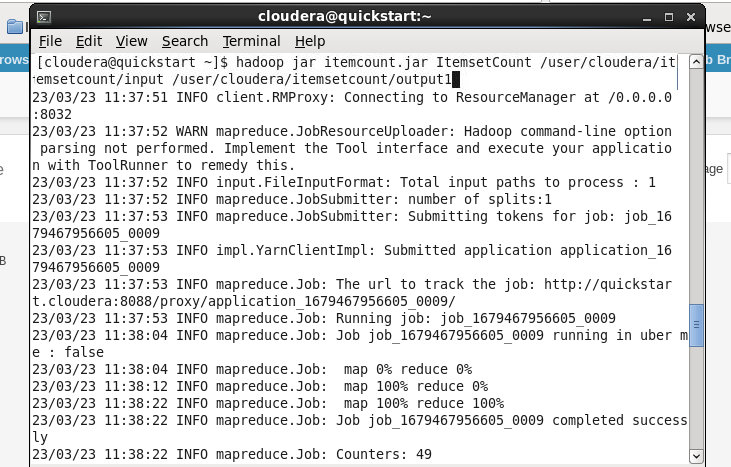 cloudera@quickstart:~
File Edit View Search Terminal Help
[cloudera@quickstart ~]$ hadoop jar itemcount.jar ItemsetCount /user/cloudera/it
emsetcount/input /user/cloudera/itemsetcount/output1
23/03/23 11:37:51 INFO client.RMProxy: Connecting to ResourceManager at /0.0.0.0
:8032
23/03/23 11:37:52 WARN mapreduce.JobResourceUploader: Hadoop command-line option
parsing not performed. Implement the Tool interface and execute your applicatio
n with ToolRunner to remedy this.
23/03/23 11:37:52 INFO input.FileInputFormat: Total input paths to process : 1
23/03/23 11:37:52 INFO mapreduce.JobSubmitter: number of splits:1
23/03/23 11:37:53 INFO mapreduce.JobSubmitter: Submitting tokens for job: job_16
79467956605_0009
23/03/23 11:37:53 INFO impl.YarnClientImpl: Submitted application application_16
79467956605_0009
23/03/23 11:37:53 INFO mapreduce.Job: The url to track the job: http://quickstar
t.cloudera:8088/proxy/application_1679467956605_0009/
23/03/23 11:37:53 INFO mapreduce.Job: Running job: job_1679467956605_0009
23/03/23 11:38:04 INFO mapreduce.Job: Job job_1679467956605_0009 running in uber m
e : false
23/03/23 11:38:04 INFO mapreduce.Job:  map 0% reduce 0%
23/03/23 11:38:12 INFO mapreduce.Job:  map 100% reduce 0%
23/03/23 11:38:22 INFO mapreduce.Job:  map 100% reduce 100%
23/03/23 11:38:22 INFO mapreduce.Job: Job job_1679467956605_0009 completed success
ly
23/03/23 11:38:22 INFO mapreduce.Job: Counters: 49